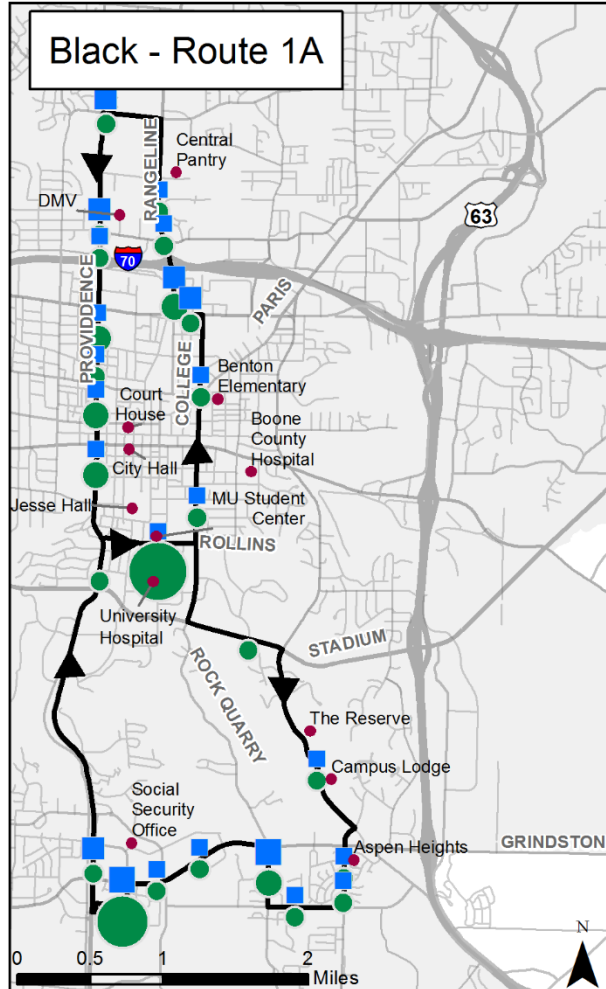 Black - Route 1A
RANGELINE
Central
Pantry
DMV
63
70
PROVIDDENCE
PARIS
COLLEGE
Benton
Elementary
Court
House
Boone
County
Hospital
City Hall
Jesse Hall
MU Student
Center
ROLLINS
University
Hospital
STADIUM
ROCK QUARRY
The Reserve
Campus Lodge
Social
Security
Office
Aspen Heights
GRINDSTON
N
0 0.5 1 2
Miles